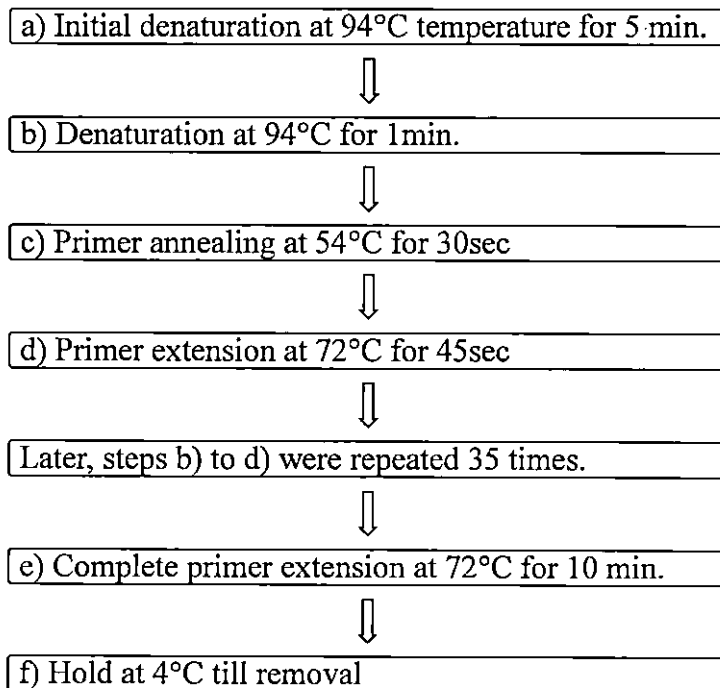 a) Initial denaturation at 94°C temperature for 5 min.
b) Denaturation at 94°C for 1min.
c) Primer annealing at 54°C for 30sec
d) Primer extension at 72°C for 45sec
Later, steps b) to d) were repeated 35 times.
e) Complete primer extension at 72°C for 10 min.
f) Hold at 4°C till removal